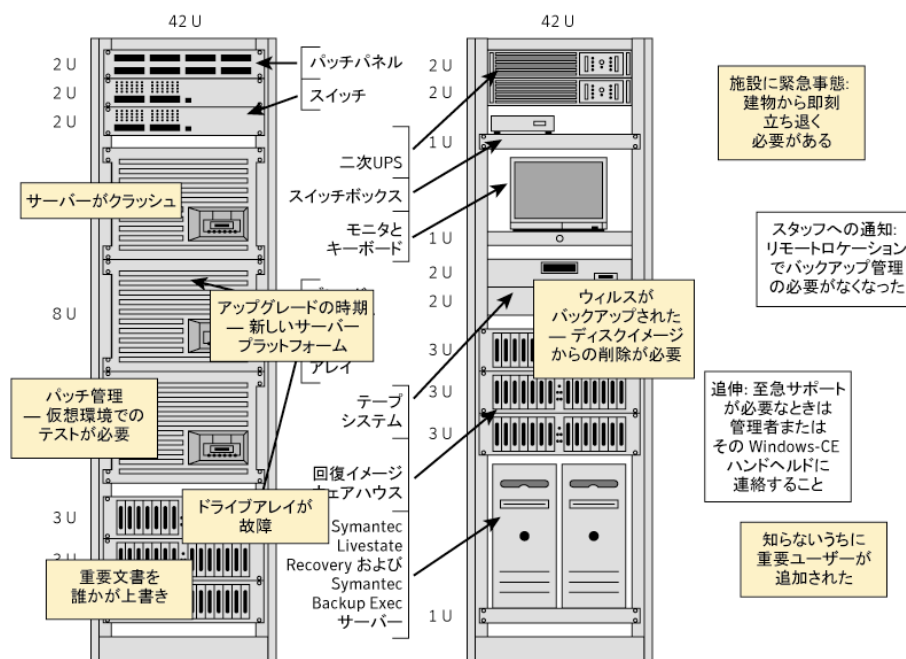 42 U
42 U
2 U
2 U
2 U
8 U
3 U
3 U
パッチパネル
スイッチ
二次UPS
スイッチボックス
モニタと
キーボード
アレイ
テープ
システム
回復イメージ
ウェアハウス
Symantec
Livestate
Recovery および
Symantec
Backup Exec
サーバー
2 U
2 U
1 U
1 U
2 U
2 U
3 U
3 U
3 U
1 U
サーバーがクラッシュ
アップグレードの時期
— 新しいサーバー
プラットフォーム
パッチ管理
— 仮想環境での
テストが必要
ドライブアレイが
故障
重要文書を
誰かが上書き
ウィルスが
バックアップされた
— ディスクイメージ
からの削除が必要
施設に緊急事態:
建物から即刻
立ち退く
必要がある
スタッフへの通知:
リモートロケーション
でバックアップ管理
の必要がなくなった
追伸: 至急サポート
が必要なときは
管理者または
その Windows-CE
ハンドヘルドに
連絡すること
知らないうちに
重要ユーザーが
追加された